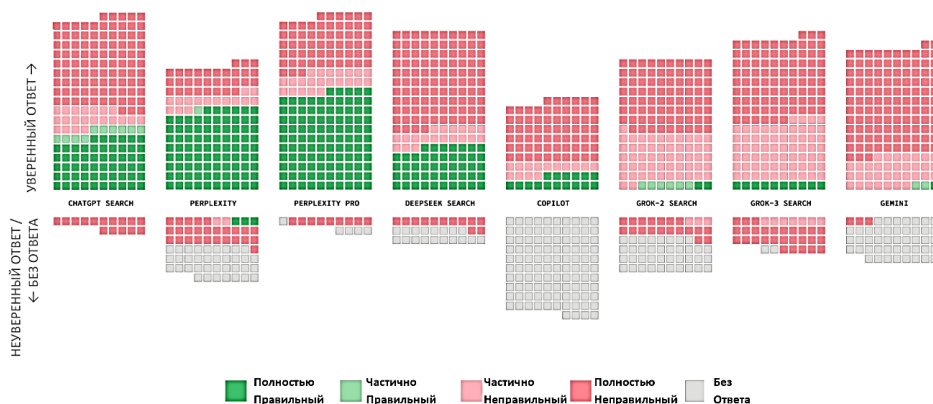 УВЕРЕННЫЙ ОТВЕТ →
CHATGPT SEARCH
PERPLEXITY
PERPLEXITY PRO
DEEPSEEK SEARCH
COPILOT
GROK-2 SEARCH
GROK-3 SEARCH
GEMINI
НЕУВЕРЕННЫЙ ОТВЕТ /
← БЕЗ ОТВЕТА
Полностью
Правильный
Частично
Правильный
Частично
Неправильный
Полностью
Неправильный
Без
Ответа